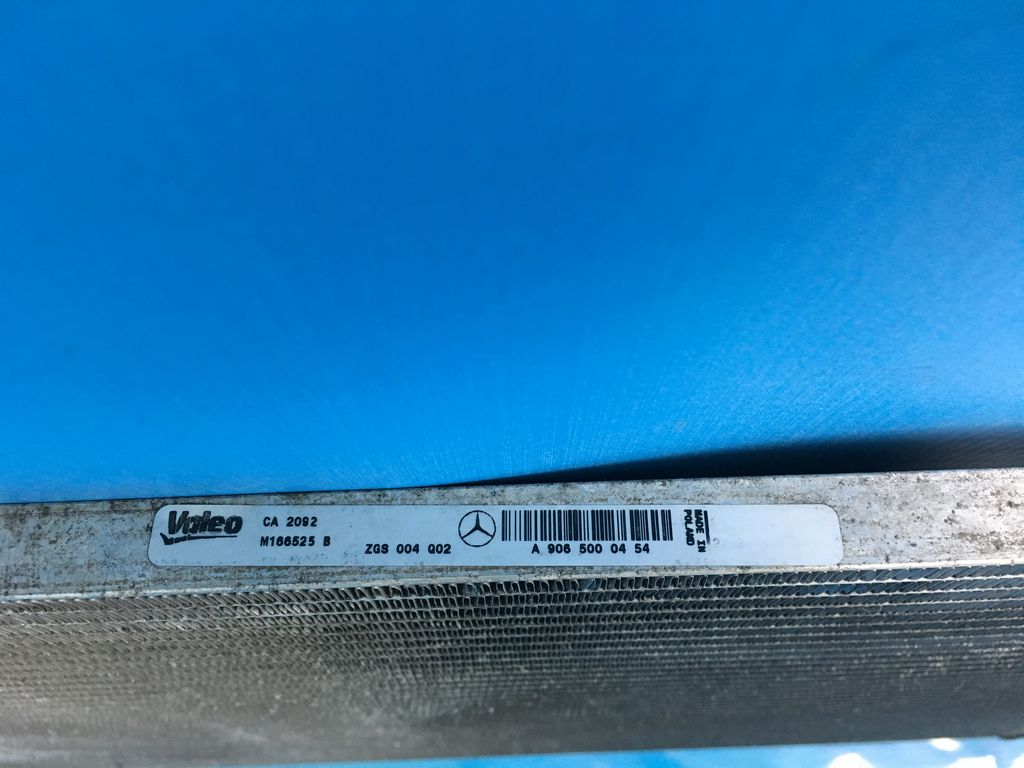 Valeo
CA 2092
M166525 B
ZGS 004 Q02
A 906 500 04 54
MADE IN
POLAND